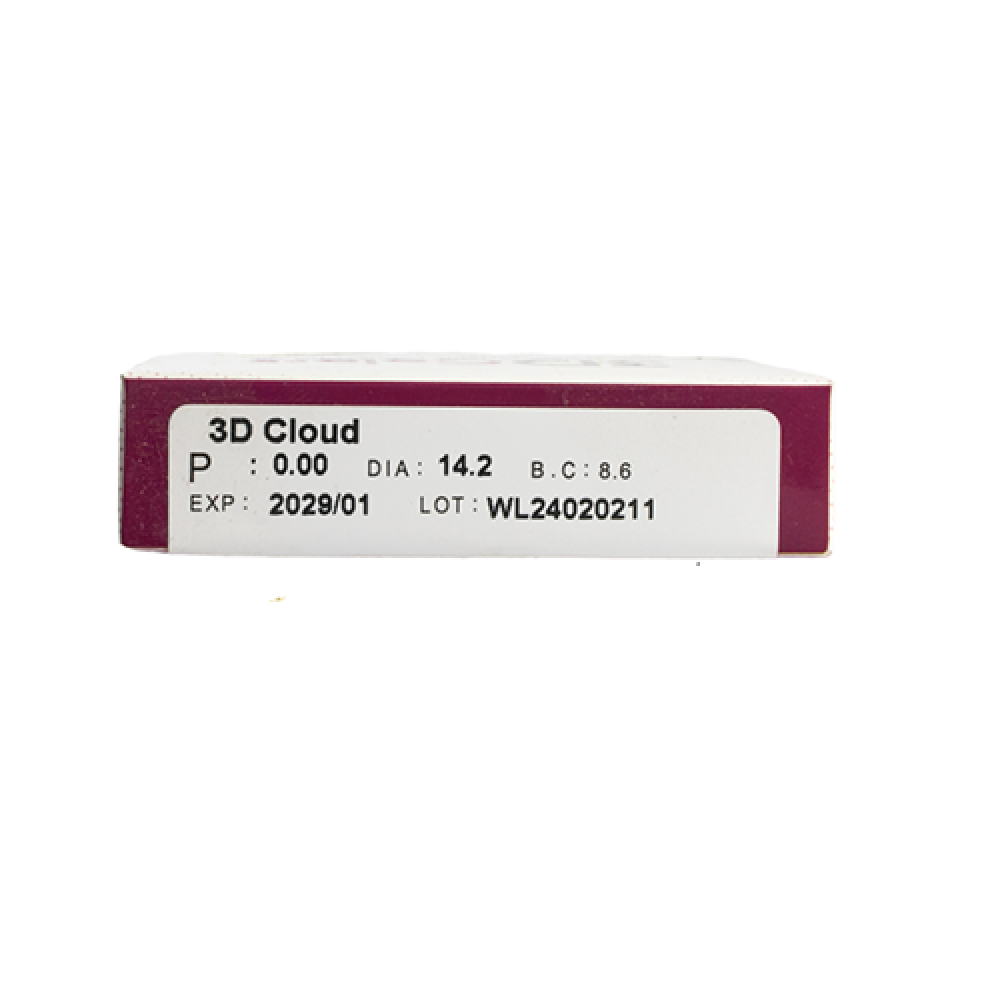 3D Cloud
P : 0.00 DIA: 14.2 B.C: 8.6
EXP: 2029/01 LOT: WL24020211